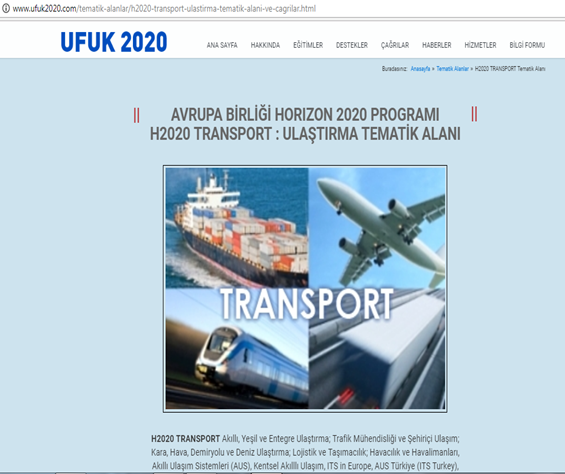 www.ufuk2020.com/tematik-alanlar/h2020-transport-ulastirma-tematik-alani-ve-cagrilar.html
UFUK 2020
ANA SAYFA HAKKINDA EĞİTİMLER DESTEKLER ÇAĞRILAR HABERLER HİZMETLER BİLGİ FORMU
Buradasınız: Anasayfa » Tematik Alanlar » H2020 TRANSPORT Tematik Alanı
AVRUPA BİRLİĞİ HORIZON 2020 PROGRAMI
H2020 TRANSPORT : ULAŞTIRMA TEMATİK ALANI
TRANSPORT
H2020 TRANSPORT Akıllı, Yeşil ve Entegre Ulaştırma; Trafik Mühendisliği ve Şehiriçi Ulaşım;
Kara, Hava, Demiryolu ve Deniz Ulaştırma; Lojistik ve Taşımacılık; Havacılık ve Havalimanları,
Akıllı Ulaşım Sistemleri (AUS), Kentsel Akıllı Ulaşım, ITS in Europe, AUS Türkiye (ITS Turkey),